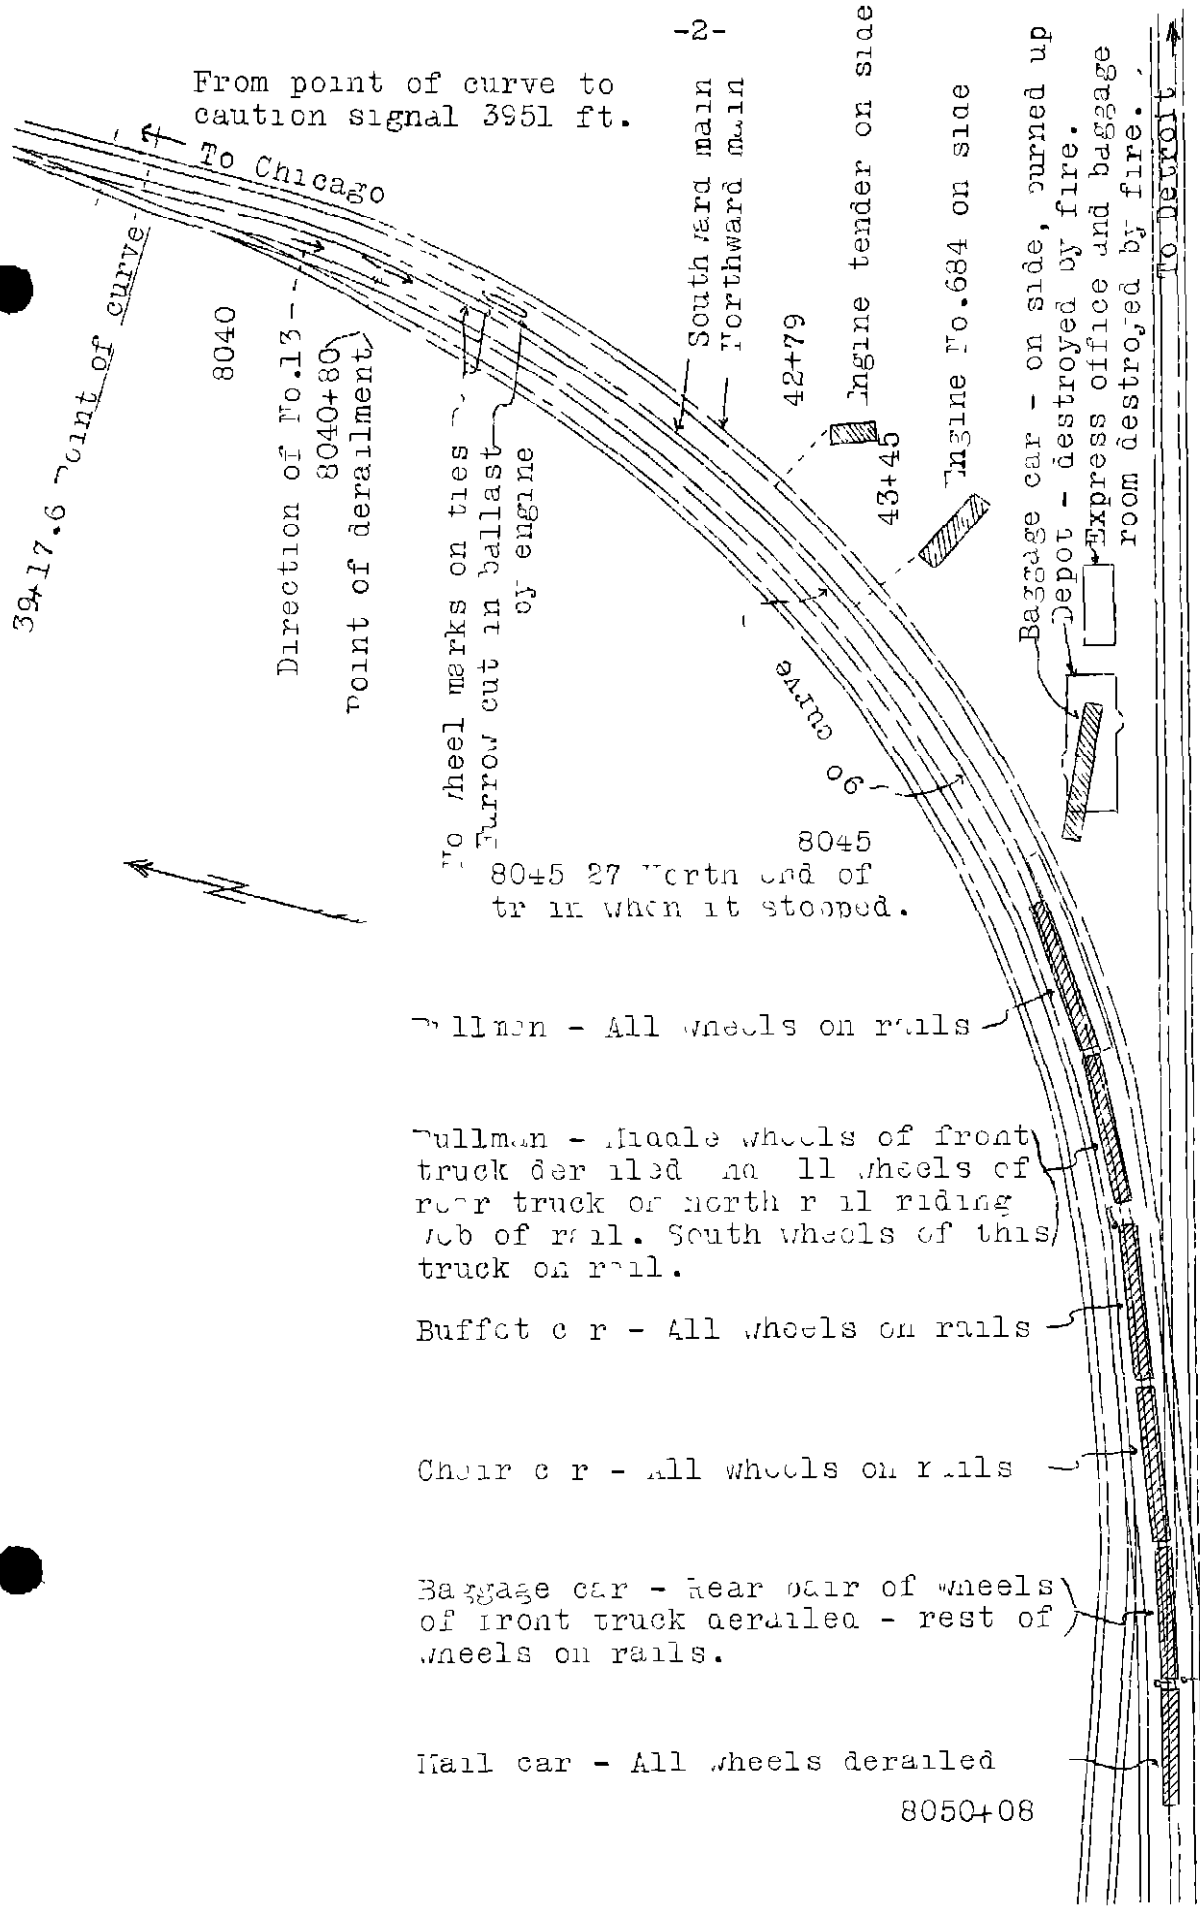 -2-
From point of curve to
caution signal 3951 ft.
To Chicago
39+17.6 Point of curve
8040
Direction of No.13
8040+80
Point of derailment
No wheel marks on ties
Furrow cut in ballast
by engine
Southward main
Northward main
42+79
Engine tender on side
43+45
Engine No.684 on side
Baggage car - on side, burned up
Depot - destroyed by fire.
Express office and baggage
room destroyed by fire.
To Detroit
90 curve
N
8045
8045 27 North end of
train when it stopped.
Pullman - All wheels on rails
Pullman - Middle wheels of front
truck derailed and all wheels of
rear truck on north rail riding
web of rail. South wheels of this
truck on rail.
Buffet car - All wheels on rails
Chair car - All wheels on rails
Baggage car - Rear pair of wheels
of front truck derailed - rest of
wheels on rails.
Mail car - All wheels derailed
8050+08